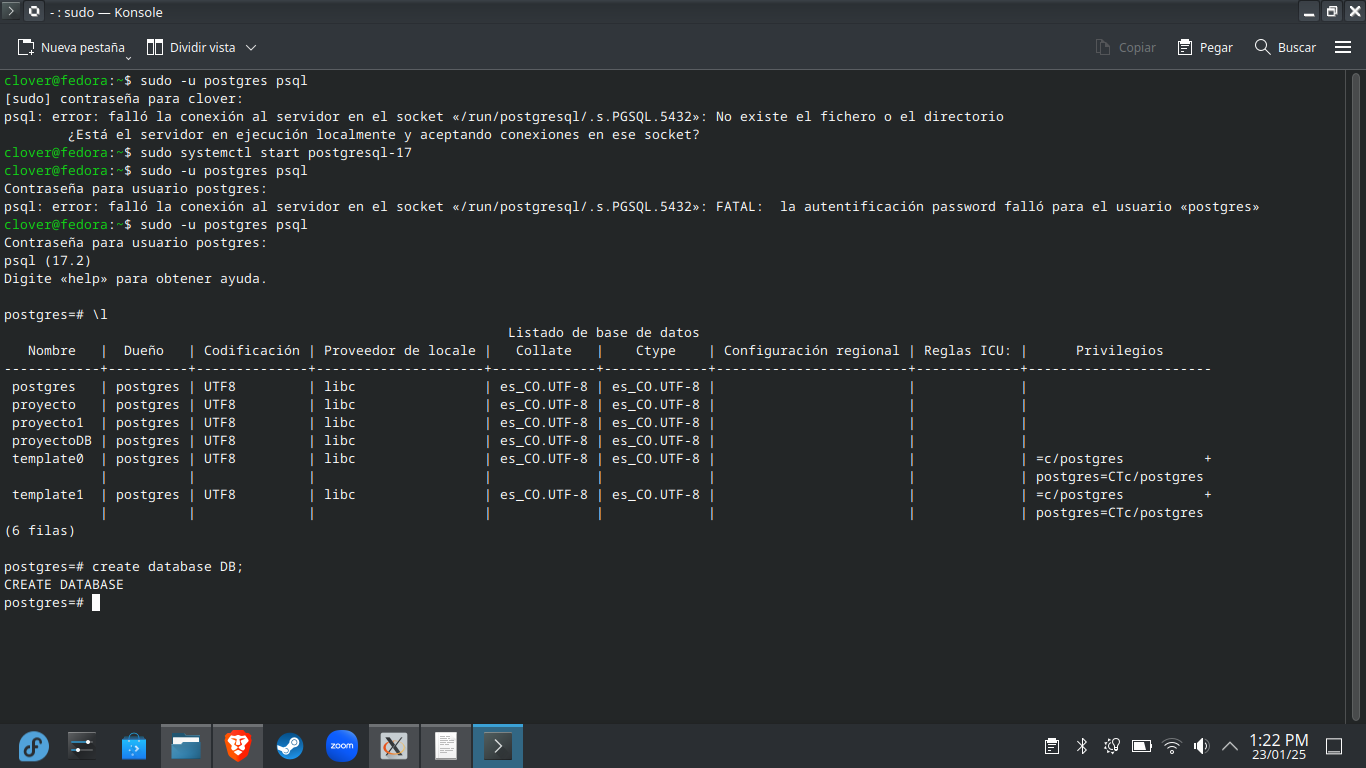 - : sudo — Konsole
Nueva pestaña Dividir vista Copiar Pegar Buscar
clover@fedora:~$ sudo -u postgres psql
[sudo] contraseña para clover:
psql: error: falló la conexión al servidor en el socket «/run/postgresql/.s.PGSQL.5432»: No existe el fichero o el directorio
        ¿Está el servidor en ejecución localmente y aceptando conexiones en ese socket?
clover@fedora:~$ sudo systemctl start postgresql-17
clover@fedora:~$ sudo -u postgres psql
Contraseña para usuario postgres:
psql: error: falló la conexión al servidor en el socket «/run/postgresql/.s.PGSQL.5432»: FATAL:  la autentificación password falló para el usuario «postgres»
clover@fedora:~$ sudo -u postgres psql
Contraseña para usuario postgres:
psql (17.2)
Digite «help» para obtener ayuda.
postgres=# \l
                                                               Listado de base de datos
   Nombre   |  Dueño   | Codificación | Proveedor de locale |   Collate   |    Ctype    | Configuración regional | Reglas ICU: |      Privilegios
------------+----------+--------------+---------------------+-------------+-------------+------------------------+-------------+-----------------------
 postgres   | postgres | UTF8         | libc                | es_CO.UTF-8 | es_CO.UTF-8 |                        |             |
 proyecto   | postgres | UTF8         | libc                | es_CO.UTF-8 | es_CO.UTF-8 |                        |             |
 proyecto1  | postgres | UTF8         | libc                | es_CO.UTF-8 | es_CO.UTF-8 |                        |             |
 proyectoDB | postgres | UTF8         | libc                | es_CO.UTF-8 | es_CO.UTF-8 |                        |             |
 template0  | postgres | UTF8         | libc                | es_CO.UTF-8 | es_CO.UTF-8 |                        |             | =c/postgres          +
            |          |              |                     |             |             |                        |             | postgres=CTc/postgres
 template1  | postgres | UTF8         | libc                | es_CO.UTF-8 | es_CO.UTF-8 |                        |             | =c/postgres          +
            |          |              |                     |             |             |                        |             | postgres=CTc/postgres
(6 filas)
postgres=# create database DB;
CREATE DATABASE
postgres=#
zoom
1:22 PM
23/01/25